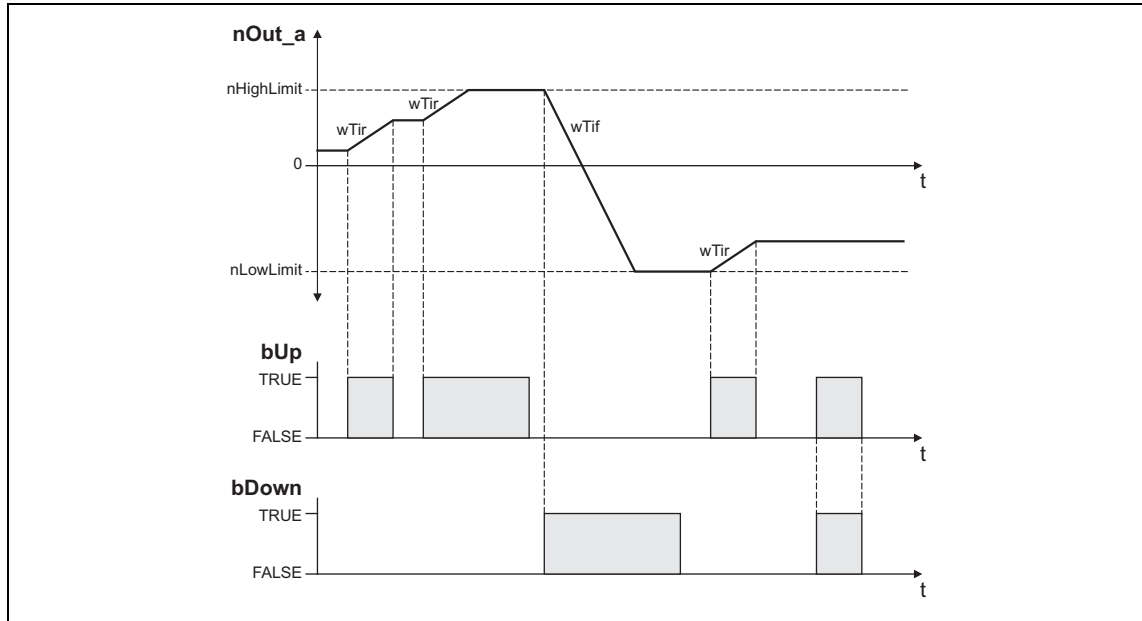 nOut_a
nHighLimit
wTir
wTir
wTif
0
t
wTir
nLowLimit
bUp
TRUE
FALSE
t
bDown
TRUE
FALSE
t